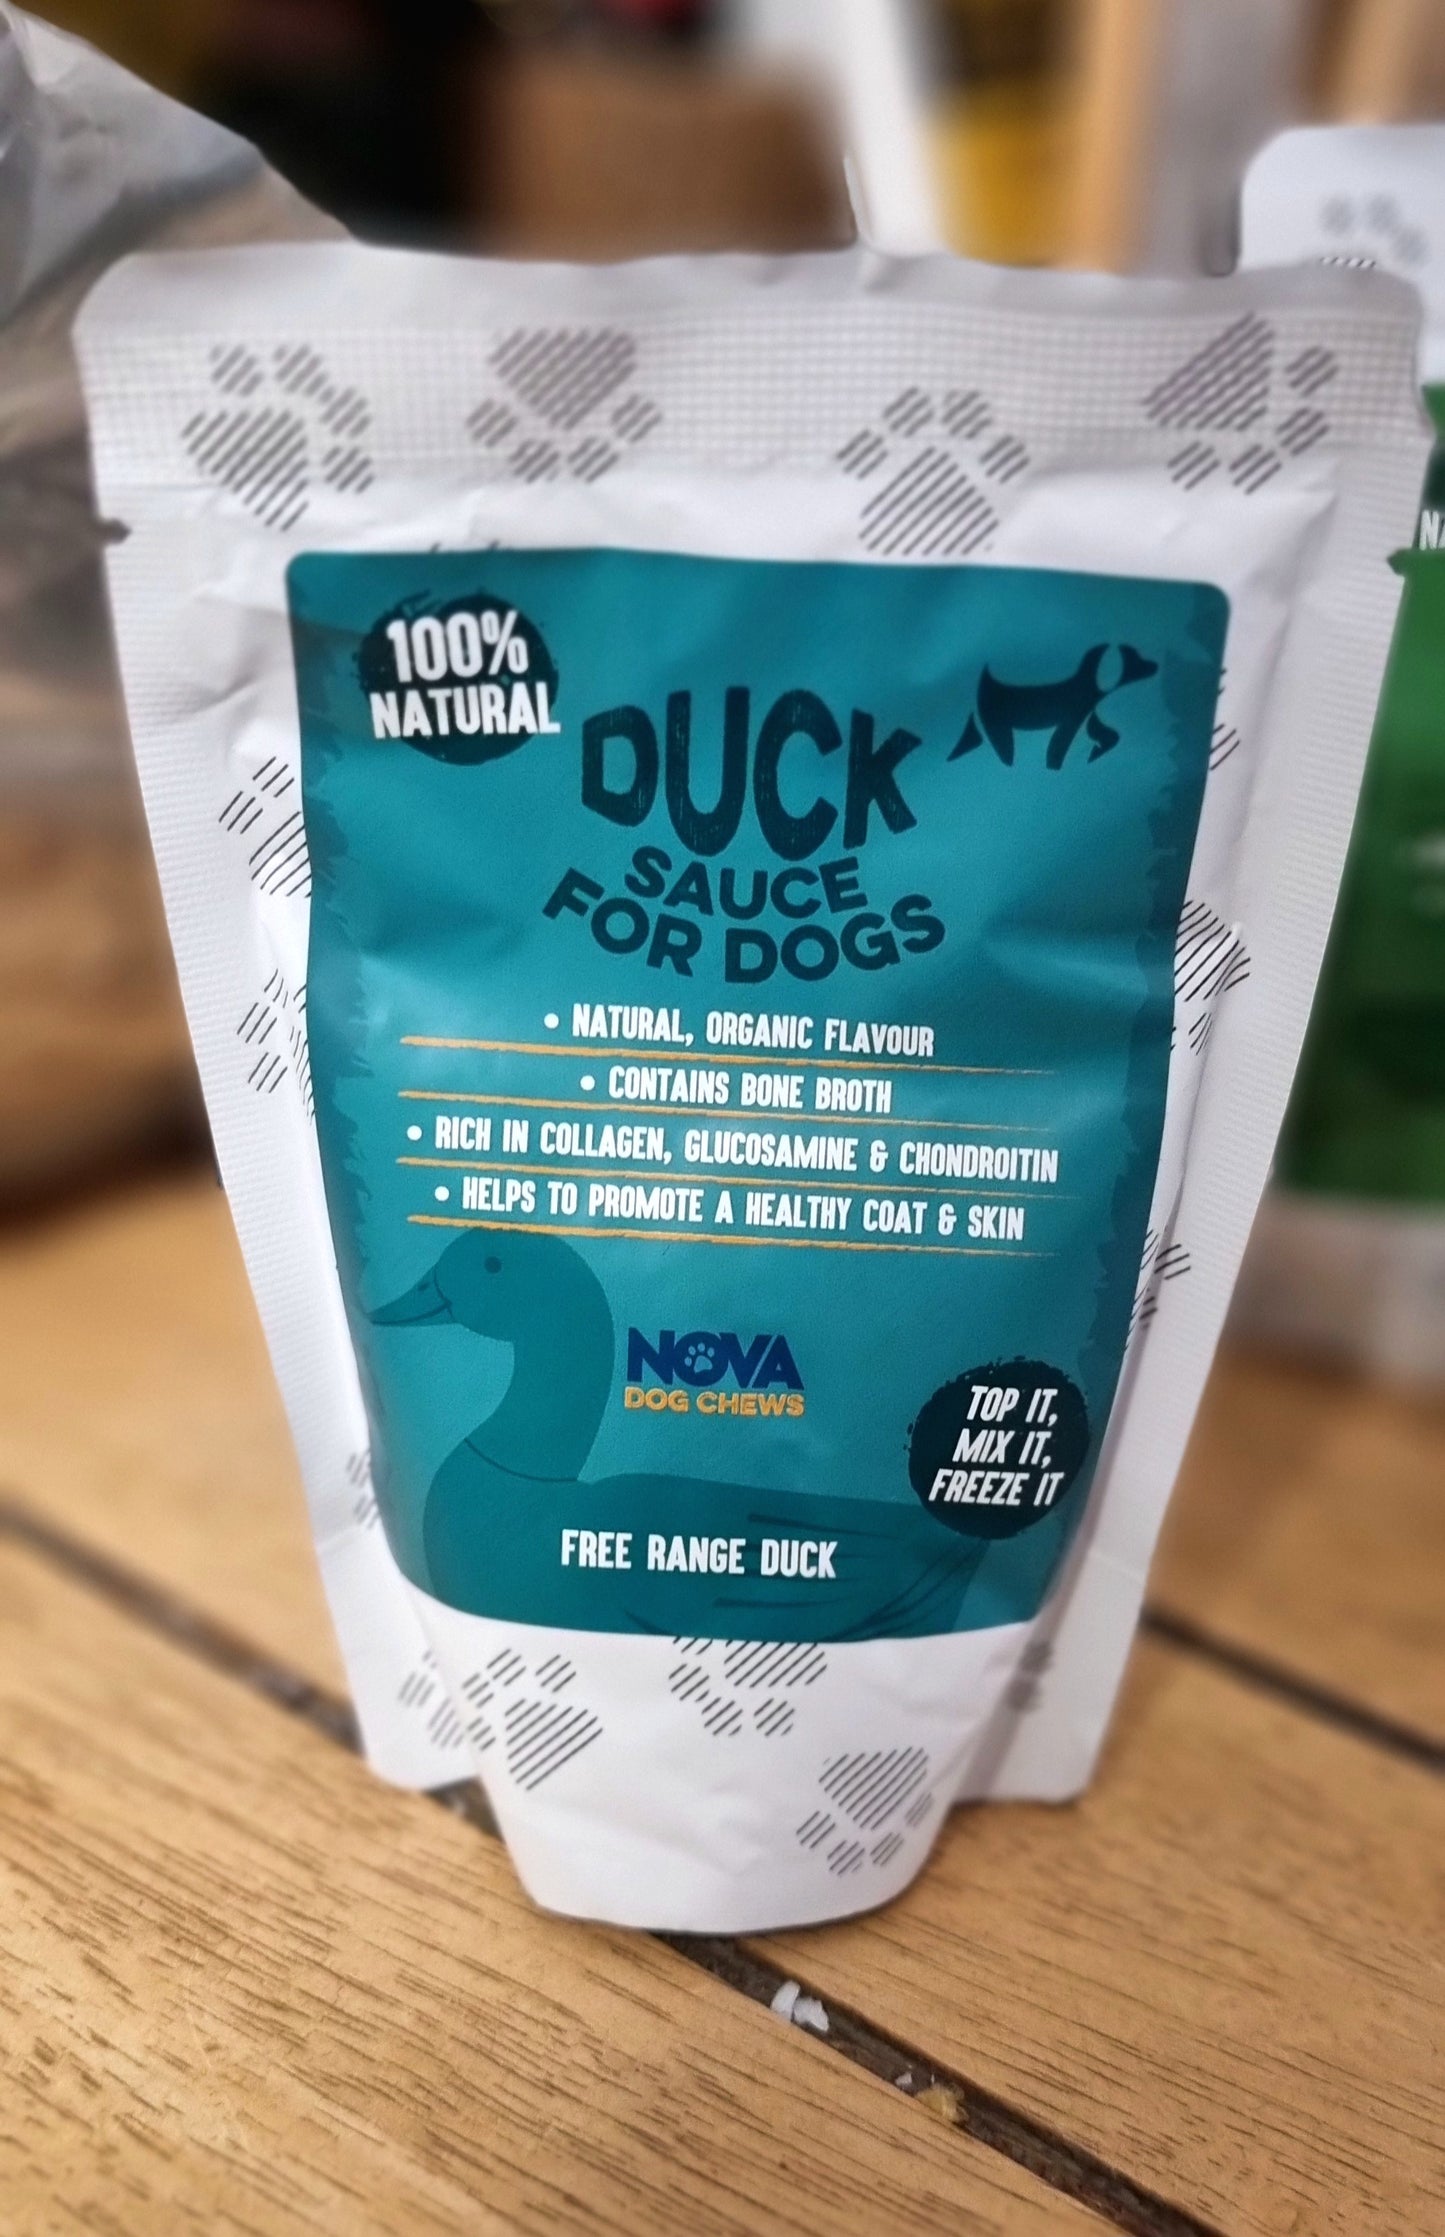 100%
NATURAL
DUCK
SAUCE
FOR DOGS
• NATURAL, ORGANIC FLAVOUR
• CONTAINS BONE BROTH
• RICH IN COLLAGEN, GLUCOSAMINE & CHONDROITIN
• HELPS TO PROMOTE A HEALTHY COAT & SKIN
NOVA
DOG CHEWS
TOP IT,
MIX IT,
FREEZE IT
FREE RANGE DUCK